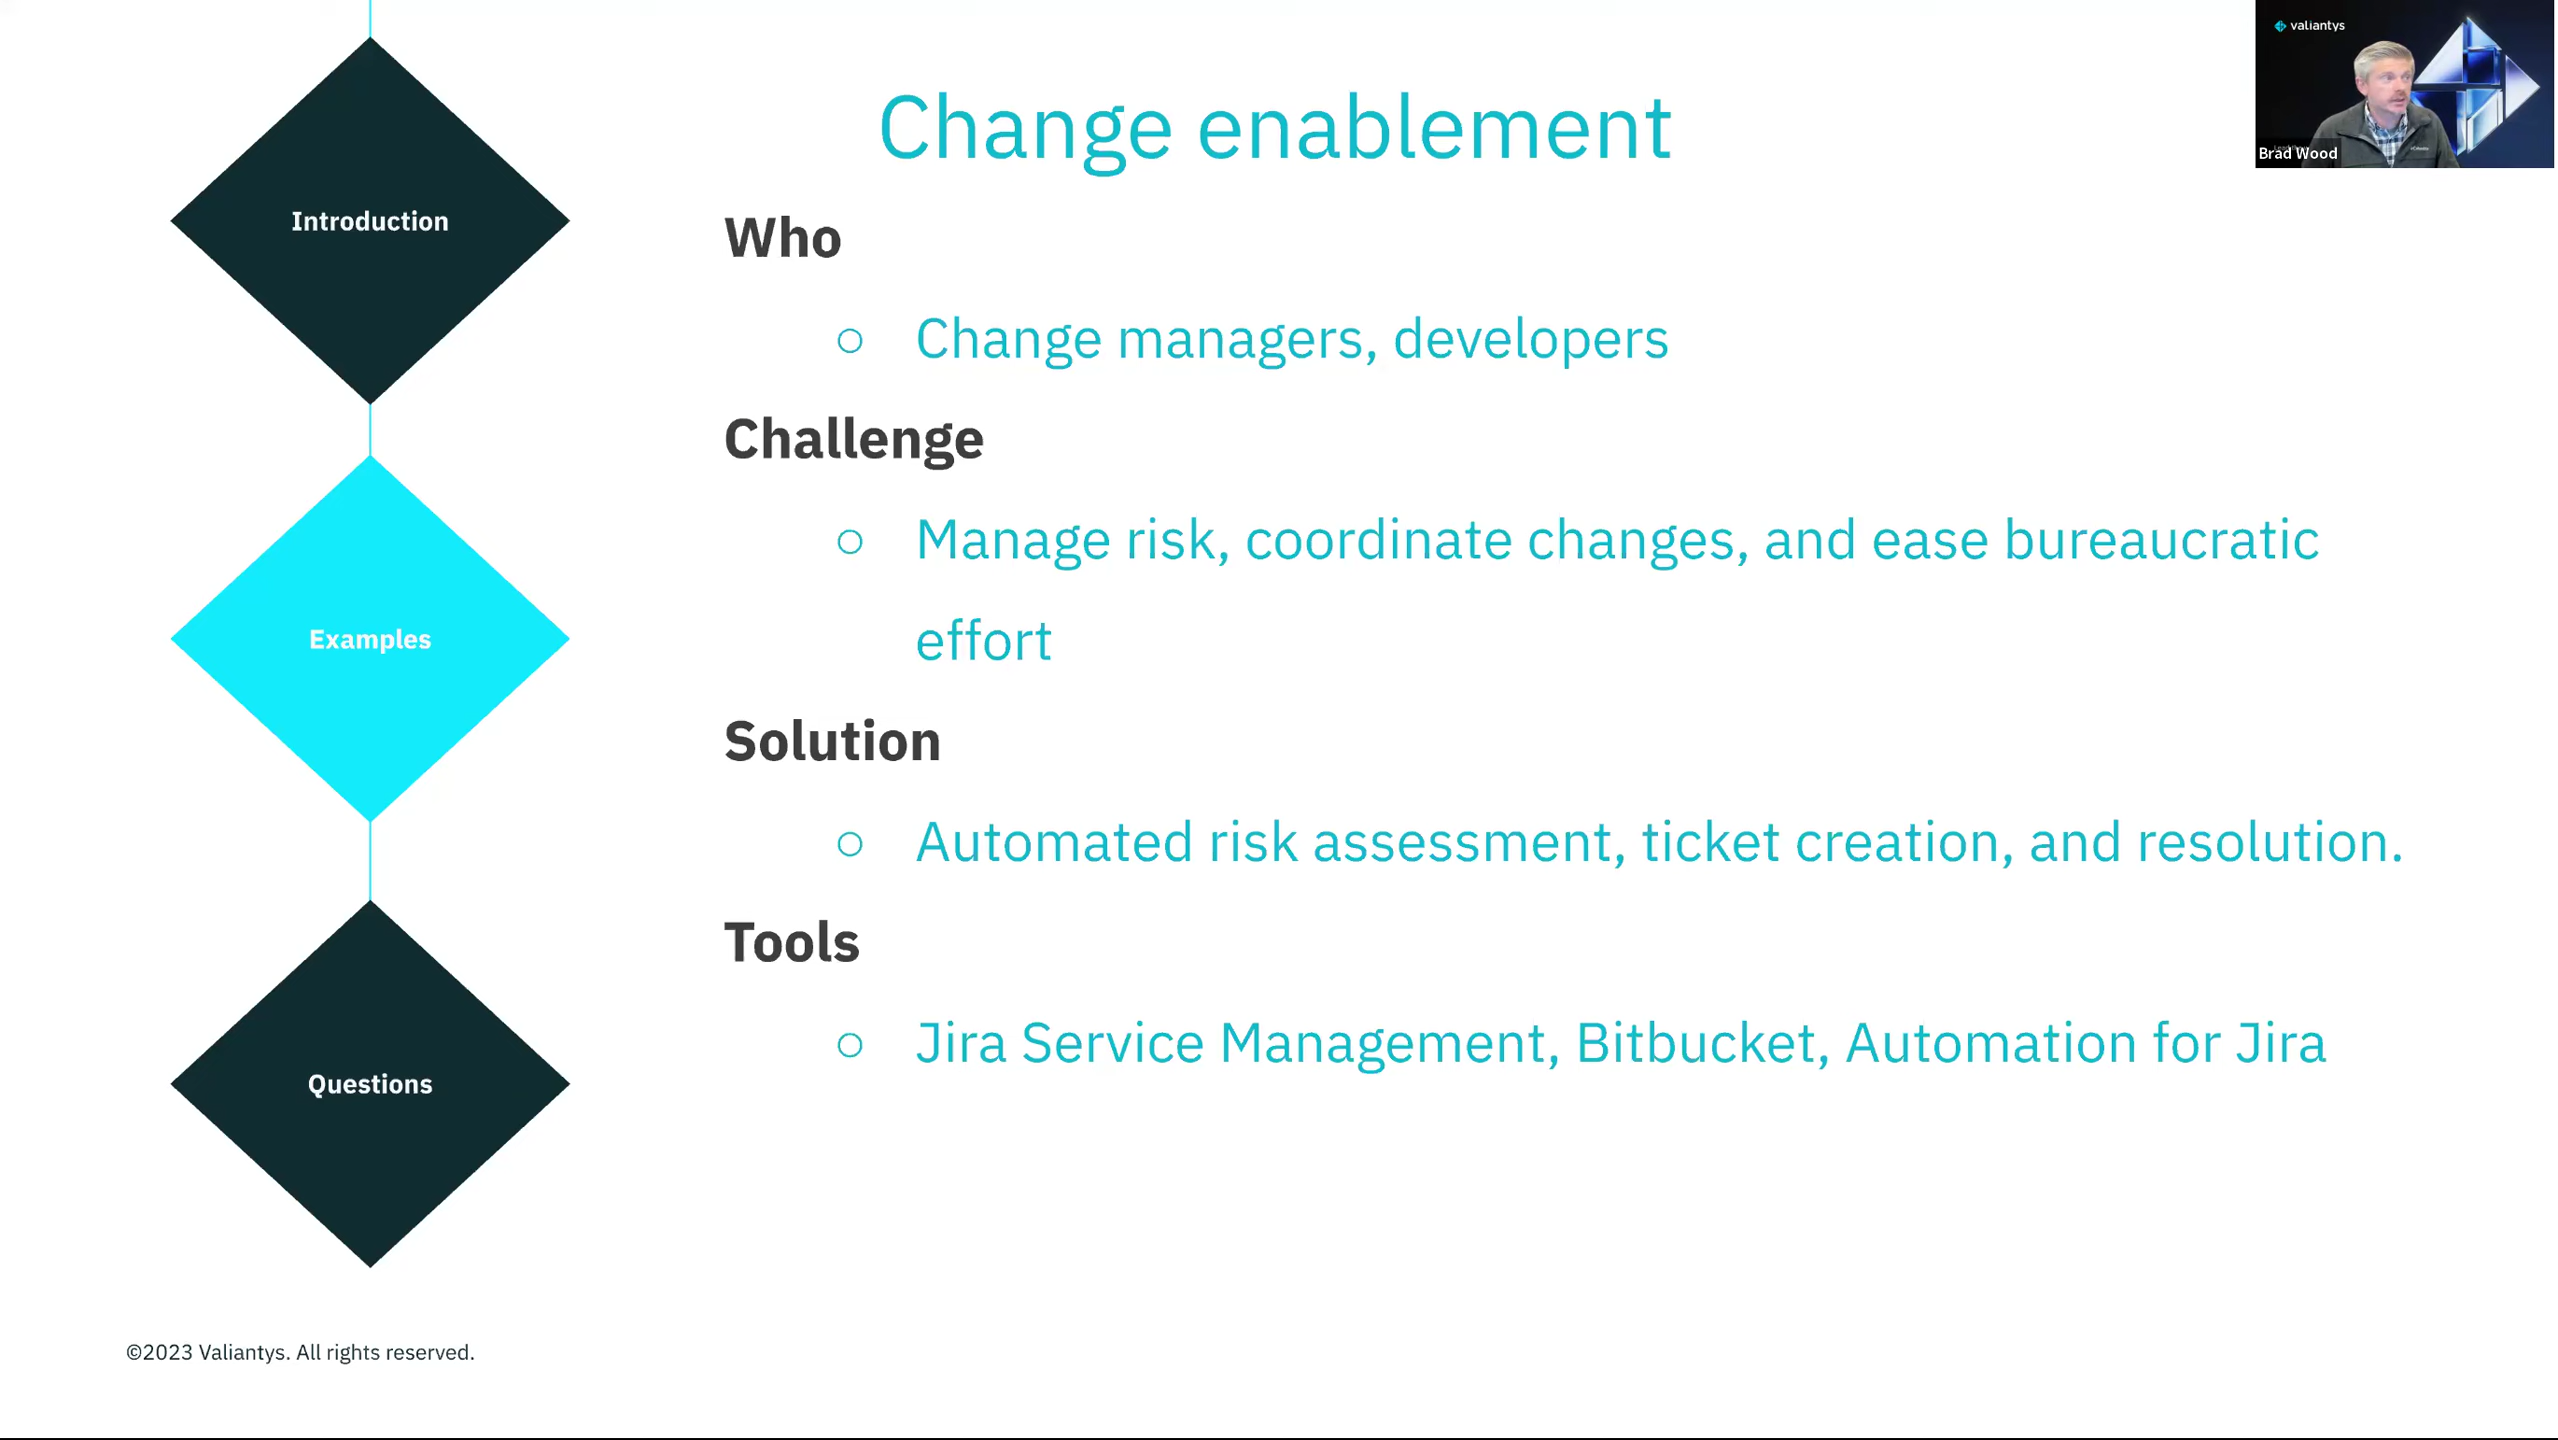 Introduction
Examples
Questions
©2023 Valiantys. All rights reserved.
Change enablement
Who
○ Change managers, developers
Challenge
○ Manage risk, coordinate changes, and ease bureaucratic
effort
Solution
○ Automated risk assessment, ticket creation, and resolution.
Tools
○ Jira Service Management, Bitbucket, Automation for Jira
valiantys
Brad Wood